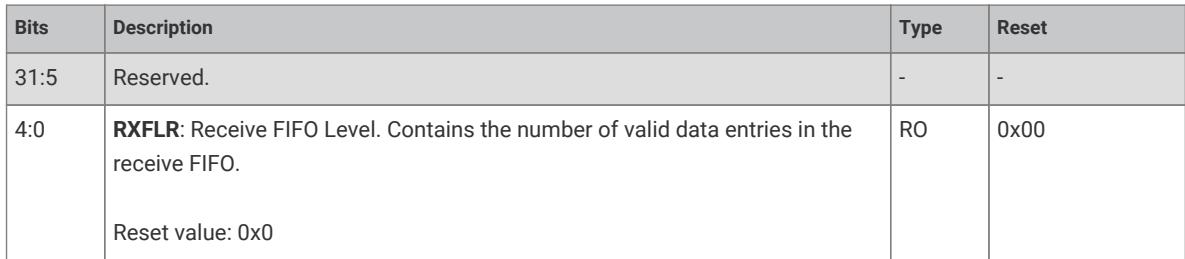 Bits Description Type Reset
31:5 Reserved. - -
4:0 RXFLR: Receive FIFO Level. Contains the number of valid data entries in the RO 0x00
receive FIFO.
Reset value: 0x0